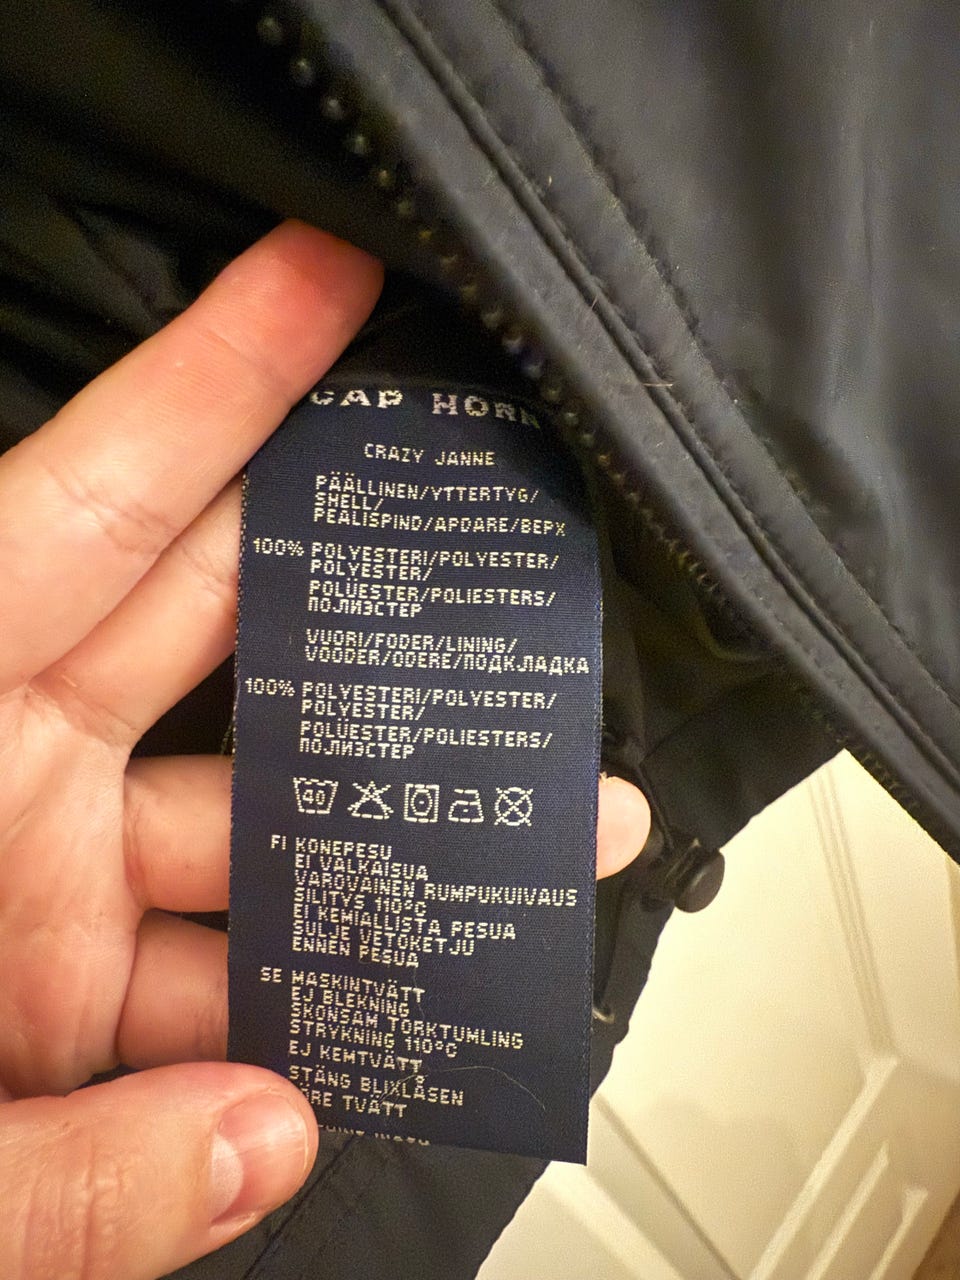 CAP HORN
CRAZY JANNE
PÄÄLLINEN/YTTERTYG/
SHELL/
PEALISPIND/APDARE/ВЕРХ
100% POLYESTERI/POLYESTER/
POLYESTER/
POLÜESTER/POLIESTERS/
ПОЛИЭСТЕР
VUORI/FODER/LINING/
VOODER/ODERE/ПОДКЛАДКА
100% POLYESTERI/POLYESTER/
POLYESTER/
POLÜESTER/POLIESTERS/
ПОЛИЭСТЕР
40
FI KONEPESU
EI VALKAISUA
VAROVAINEN RUMPUKUIVAUS
SILITYS 110°C
EI KEMIALLISTA PESUA
SULJE VETOKETJU
ENNEN PESUA
SE MASKINTVÄTT
EJ BLEKNING
SKONSAM TORKTUMLING
STRYKNING 110°C
EJ KEMTVÄTT
STÄNG BLIXLÅSEN
TVÄTT